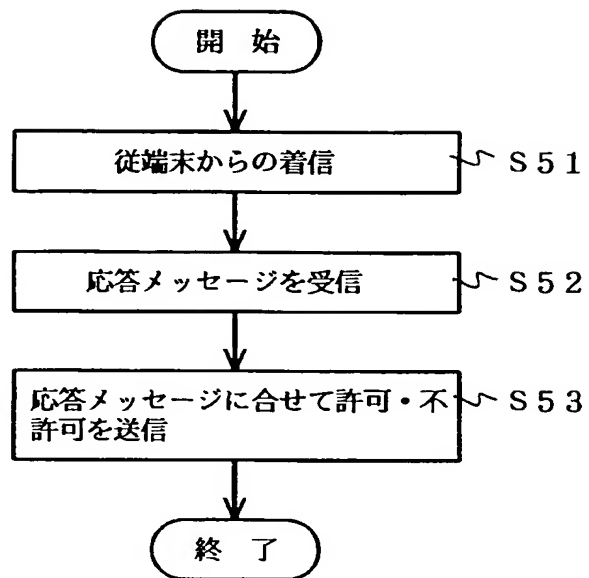 開 始
従端末からの着信
S51
応答メッセージを受信
S52
応答メッセージに合せて許可・不
許可を送信
S53
終 了